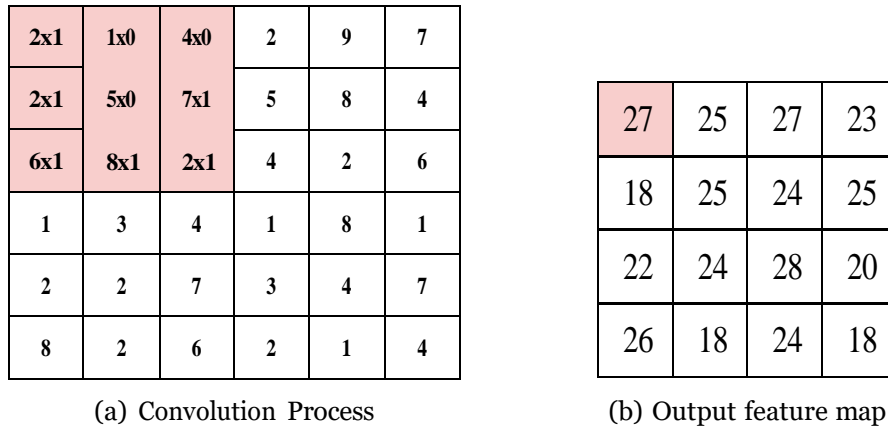 2x1 1x0 4x0 2 9 7
2x1 5x0 7x1 5 8 4
6x1 8x1 2x1 4 2 6
1 3 4 1 8 1
2 2 7 3 4 7
8 2 6 2 1 4
(a) Convolution Process
27 25 27 23
18 25 24 25
22 24 28 20
26 18 24 18
(b) Output feature map